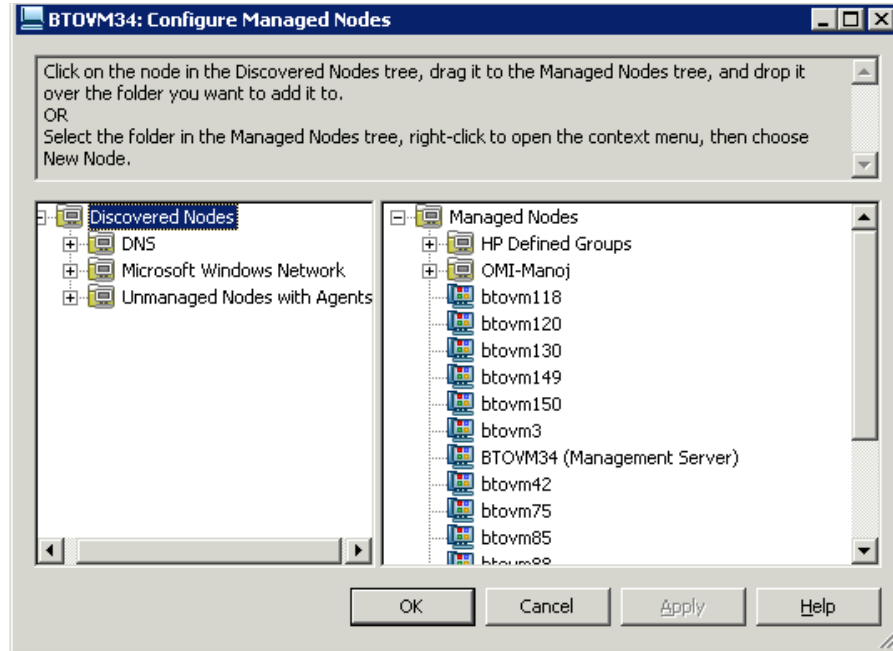 BTOVM34: Configure Managed Nodes
Click on the node in the Discovered Nodes tree, drag it to the Managed Nodes tree, and drop it
over the folder you want to add it to.
OR
Select the folder in the Managed Nodes tree, right-click to open the context menu, then choose
New Node.
Discovered Nodes
DNS
Microsoft Windows Network
Unmanaged Nodes with Agents
Managed Nodes
HP Defined Groups
OMI-Manoj
btovm118
btovm120
btovm130
btovm149
btovm150
btovm3
BTOVM34 (Management Server)
btovm42
btovm75
btovm85
OK
Cancel
Apply
Help